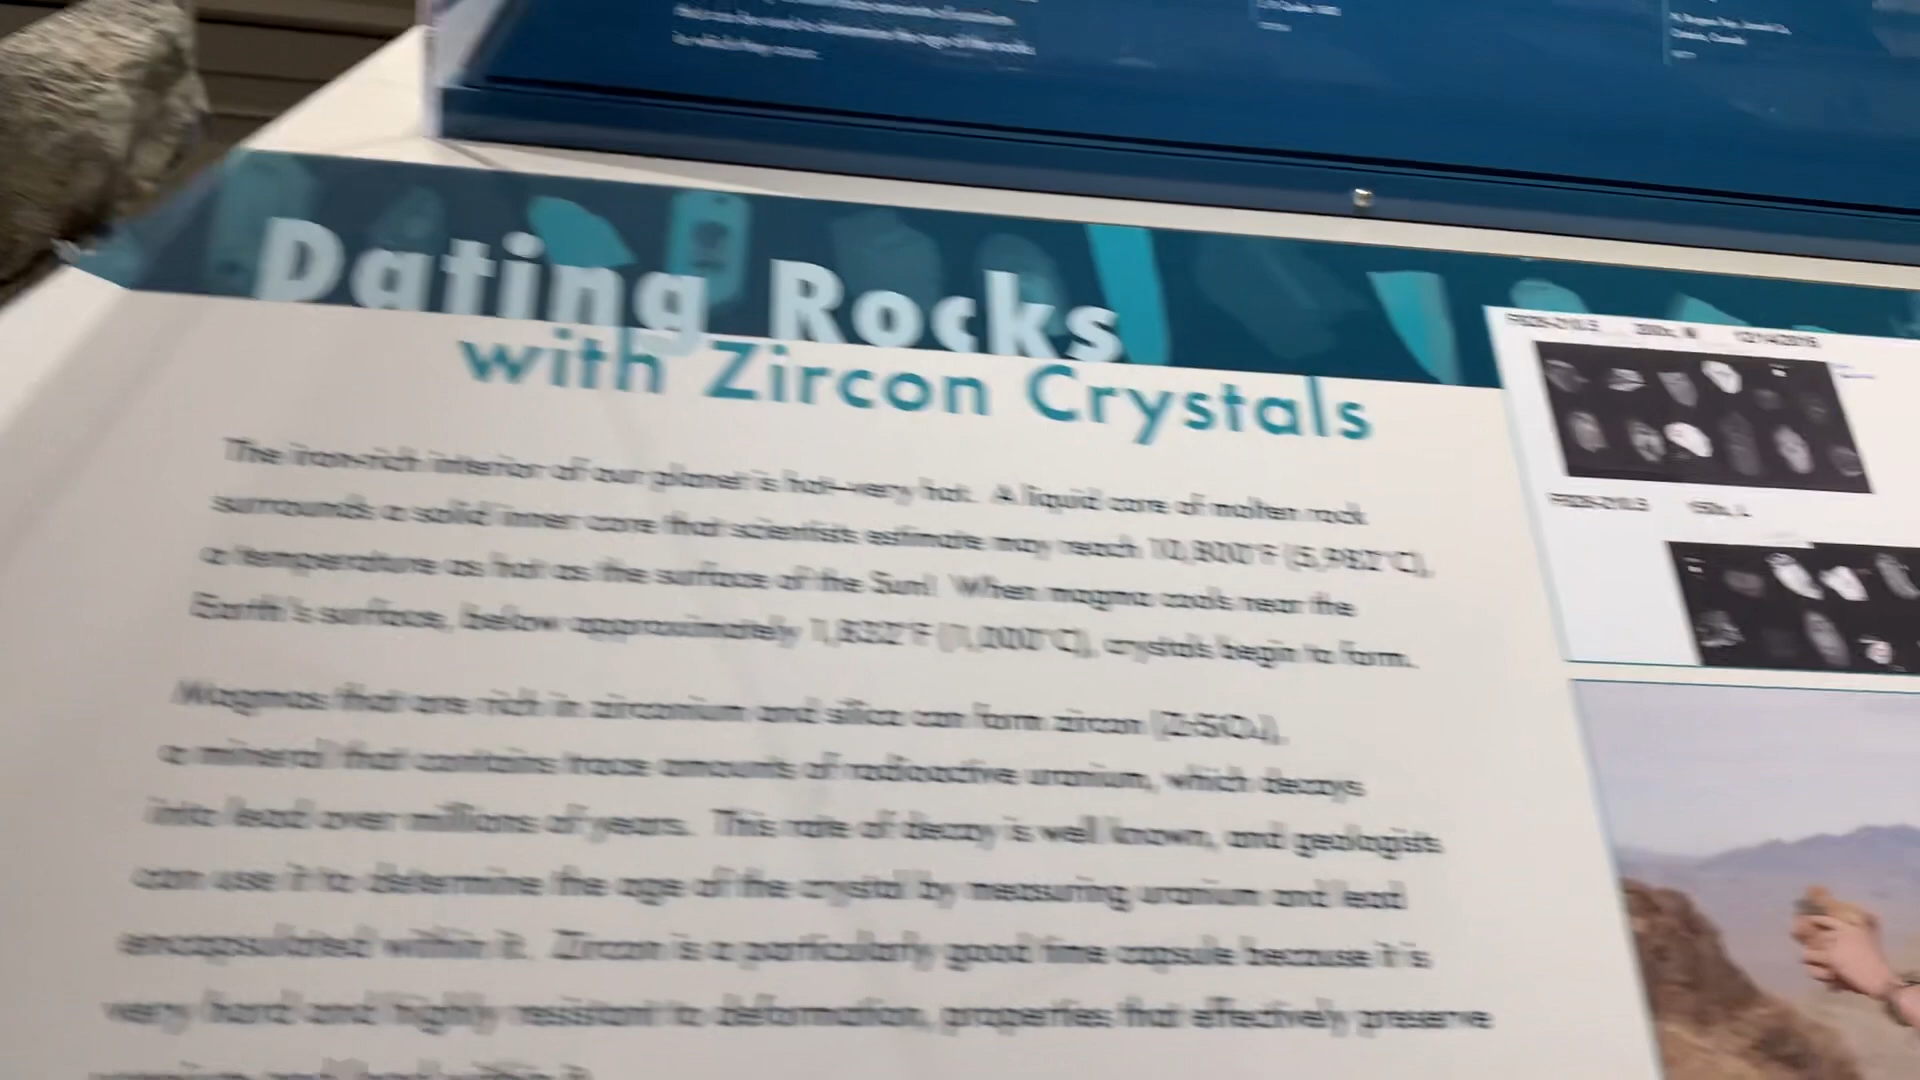 Dating Rocks
with Zircon Crystals
The iron-rich interior of our planet is hot–very hot. A liquid core of molten rock
surrounds a solid inner core that scientists estimate may reach 10,800°F (5,982°C),
a temperature as hot as the surface of the Sun! When magma cools near the
Earth's surface, below approximately 1,832°F (1,000°C), crystals begin to form.
Magmas that are rich in zirconium and silica can form zircon (ZrSiO₄),
a mineral that contains trace amounts of radioactive uranium, which decays
into lead over millions of years. This rate of decay is well known, and geologists
can use it to determine the age of the crystal by measuring uranium and lead
encapsulated within it. Zircon is a particularly good time capsule because it is
very hard and highly resistant to deformation, properties that effectively preserve